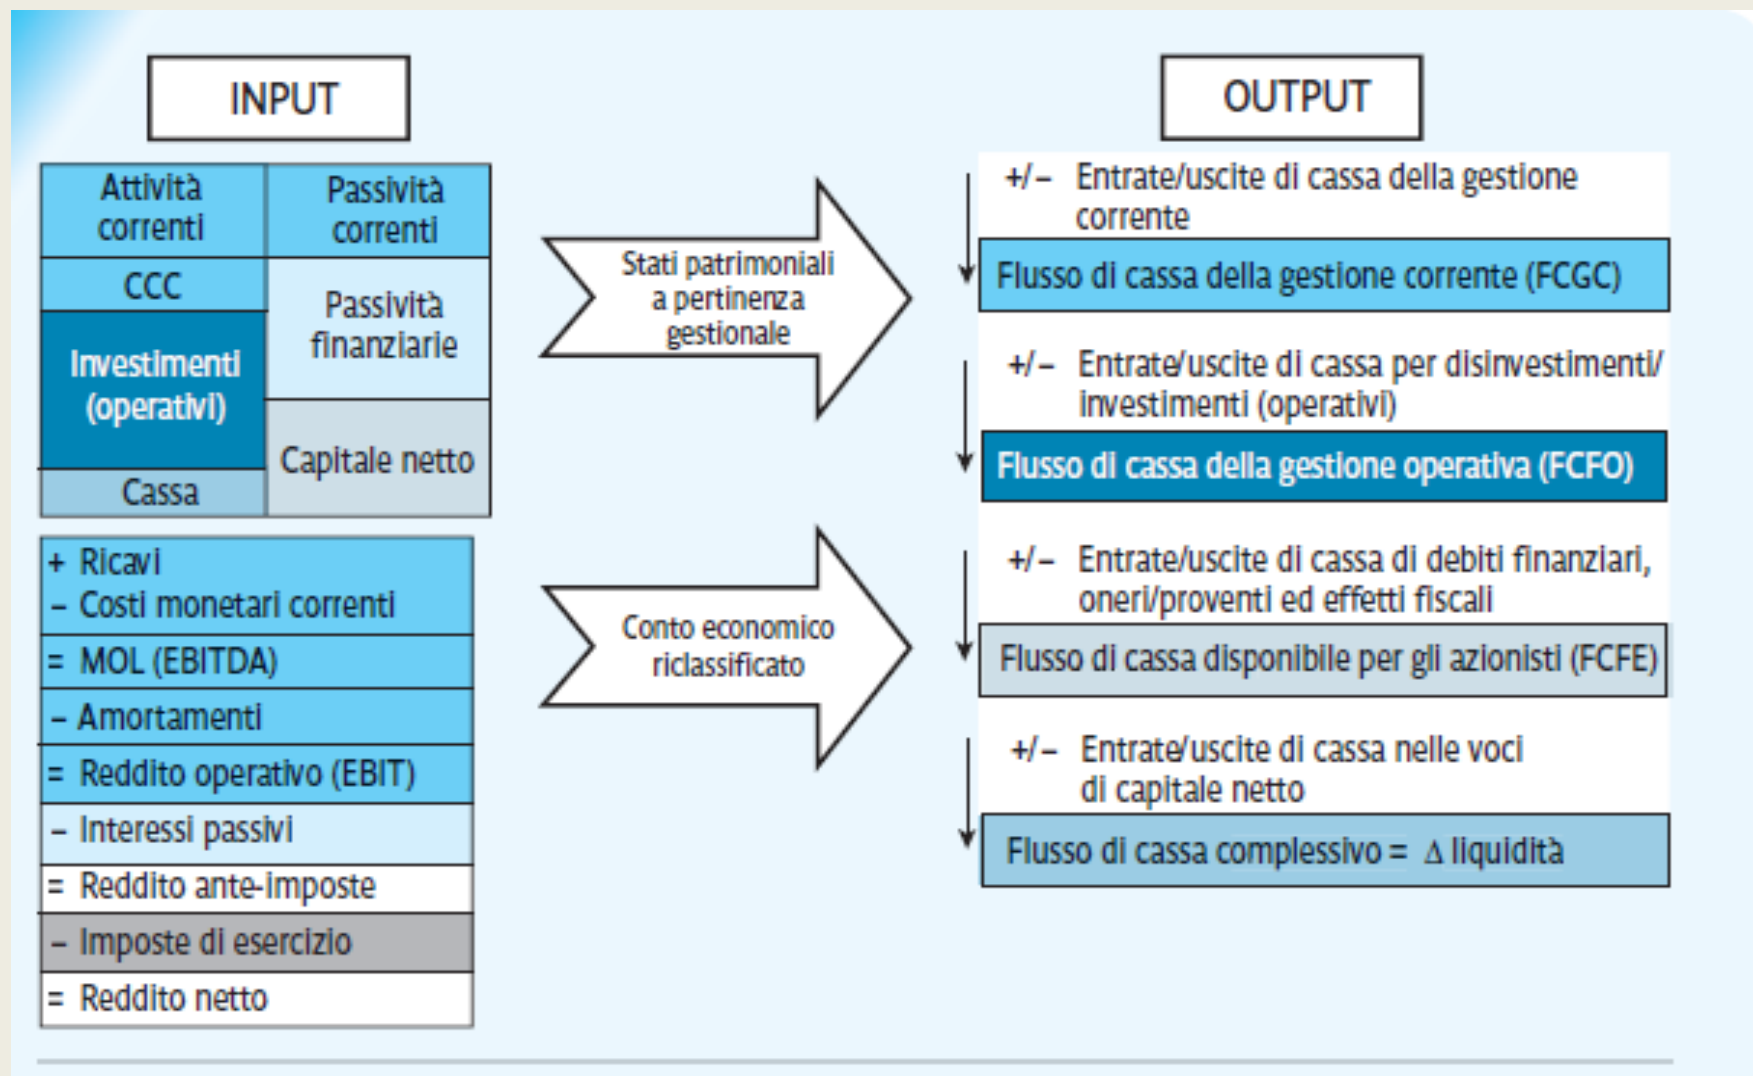 INPUT
Attività
correnti
Passività
correnti
CCC
Passività
finanziarie
Investimenti
(operativi)
Capitale netto
Cassa
+ Ricavi
– Costi monetari correnti
= MOL (EBITDA)
– Amortamenti
= Reddito operativo (EBIT)
– Interessi passivi
= Reddito ante-imposte
– Imposte di esercizio
= Reddito netto
Stati patrimoniali
a pertinenza
gestionale
Conto economico
riclassificato
OUTPUT
+/– Entrate/uscite di cassa della gestione
corrente
Flusso di cassa della gestione corrente (FCGC)
+/– Entrate/uscite di cassa per disinvestimenti/
investimenti (operativi)
Flusso di cassa della gestione operativa (FCFO)
+/– Entrate/uscite di cassa di debiti finanziari,
oneri/proventi ed effetti fiscali
Flusso di cassa disponibile per gli azionisti (FCFE)
+/– Entrate/uscite di cassa nelle voci
di capitale netto
Flusso di cassa complessivo = Δ liquidità